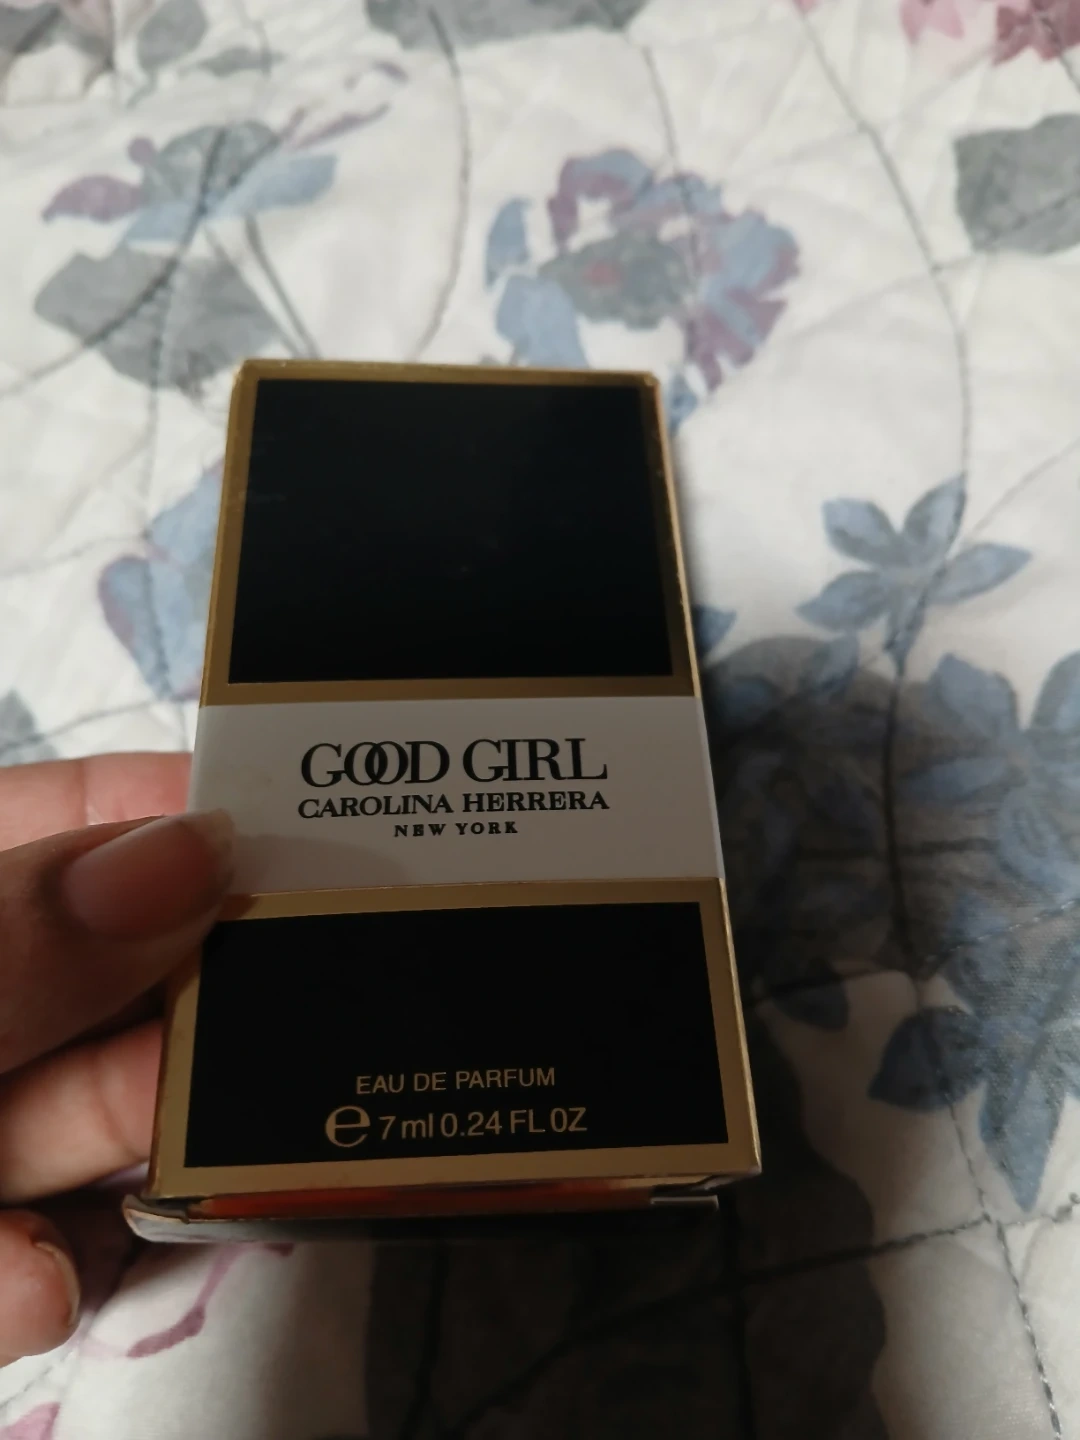 GOOD GIRL
CAROLINA HERRERA
NEW YORK
EAU DE PARFUM
℮ 7 ml 0.24 FL OZ